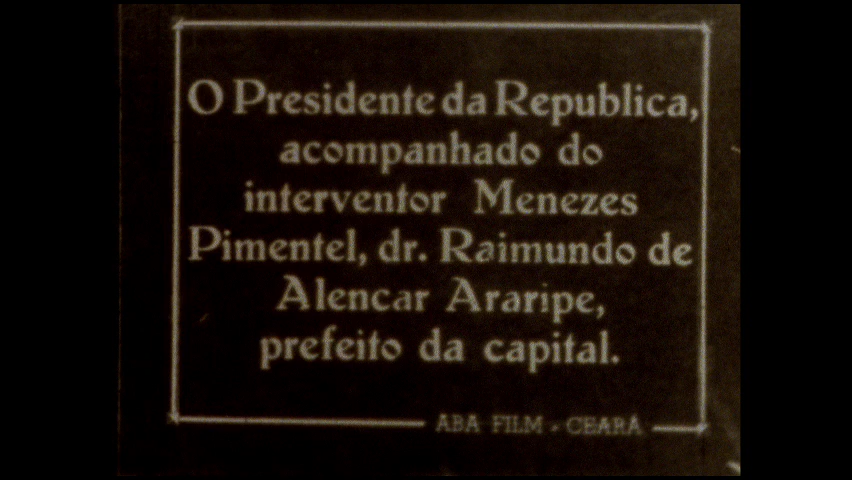 O Presidente da Republica,
acompanhado do
interventor Menezes
Pimentel, dr. Raimundo de
Alencar Araripe,
prefeito da capital.
ABA FILM - CEARÁ